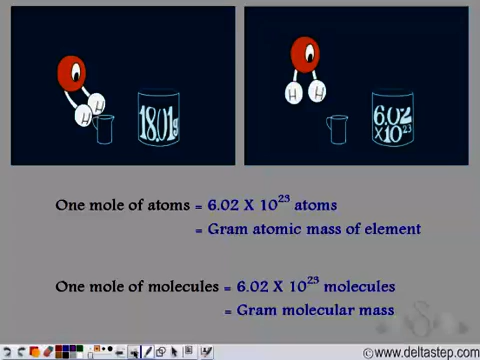 H H 18.01g
H H 6.02
X10²³
One mole of atoms = 6.02 X 10²³ atoms
= Gram atomic mass of element
One mole of molecules = 6.02 X 10²³ molecules
= Gram molecular mass
© www.deltastep.com